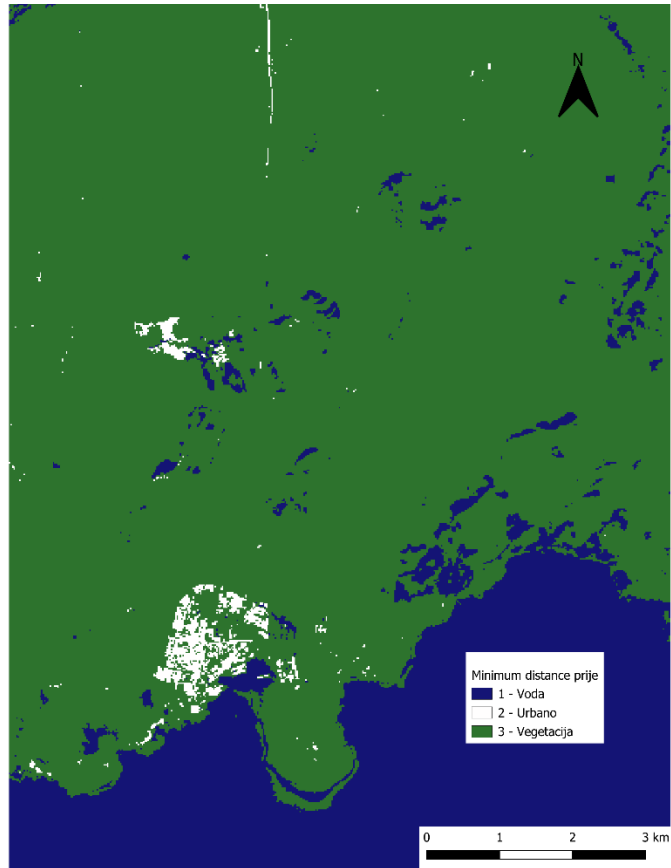 N
Minimum distance prije
1 - Voda
2 - Urbano
3 - Vegetacija
0 1 2 3 km